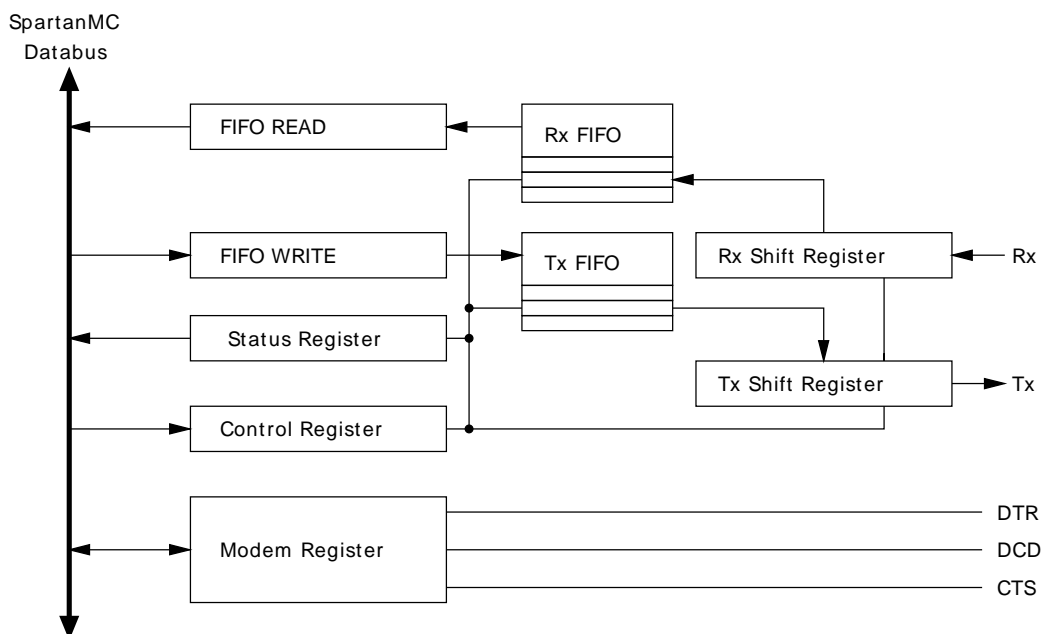 SpartanMC
Databus
FIFO READ
Rx FIFO
FIFO WRITE
Tx FIFO
Rx Shift Register
Rx
Status Register
Tx Shift Register
Tx
Control Register
Modem Register
DTR
DCD
CTS